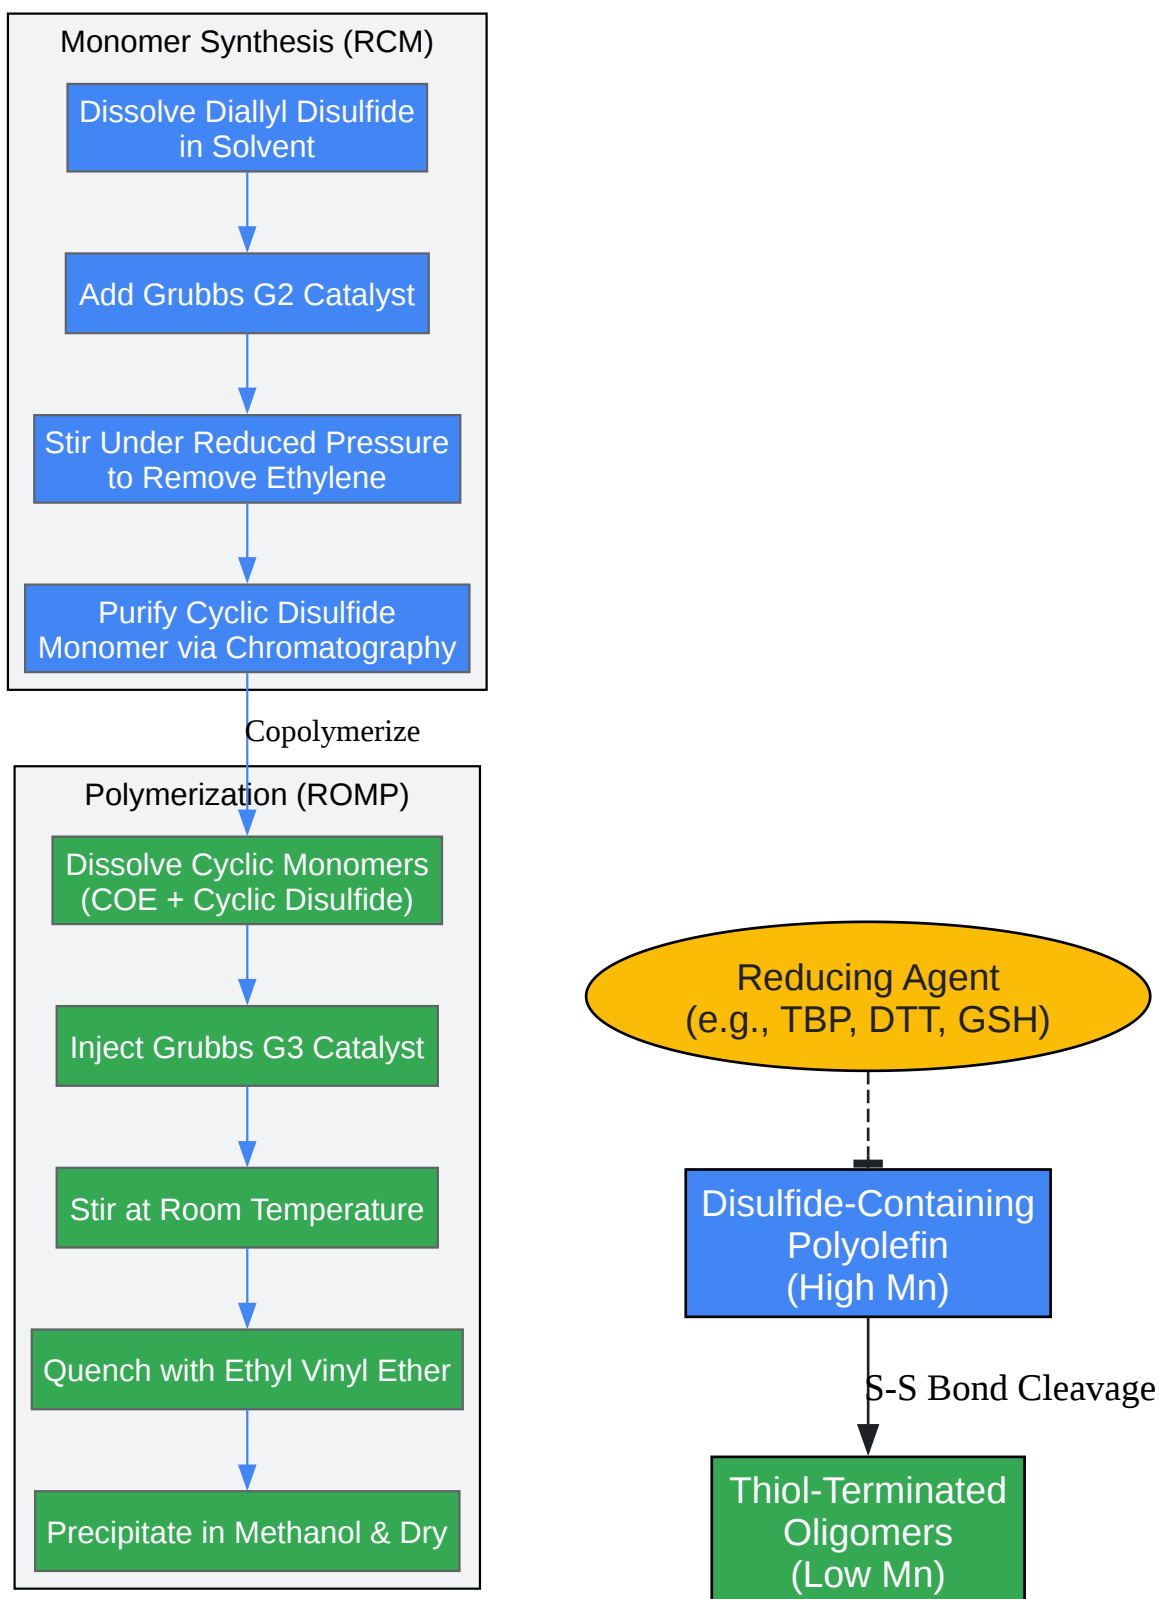 Monomer Synthesis (RCM)
Dissolve Diallyl Disulfide
in Solvent
Add Grubbs G2 Catalyst
Stir Under Reduced Pressure
to Remove Ethylene
Purify Cyclic Disulfide
Monomer via Chromatography
Copolymerize
Polymerization (ROMP)
Dissolve Cyclic Monomers
(COE + Cyclic Disulfide)
Inject Grubbs G3 Catalyst
Stir at Room Temperature
Quench with Ethyl Vinyl Ether
Precipitate in Methanol & Dry
Reducing Agent
(e.g., TBP, DTT, GSH)
Disulfide-Containing
Polyolefin
(High Mn)
S-S Bond Cleavage
Thiol-Terminated
Oligomers
(Low Mn)